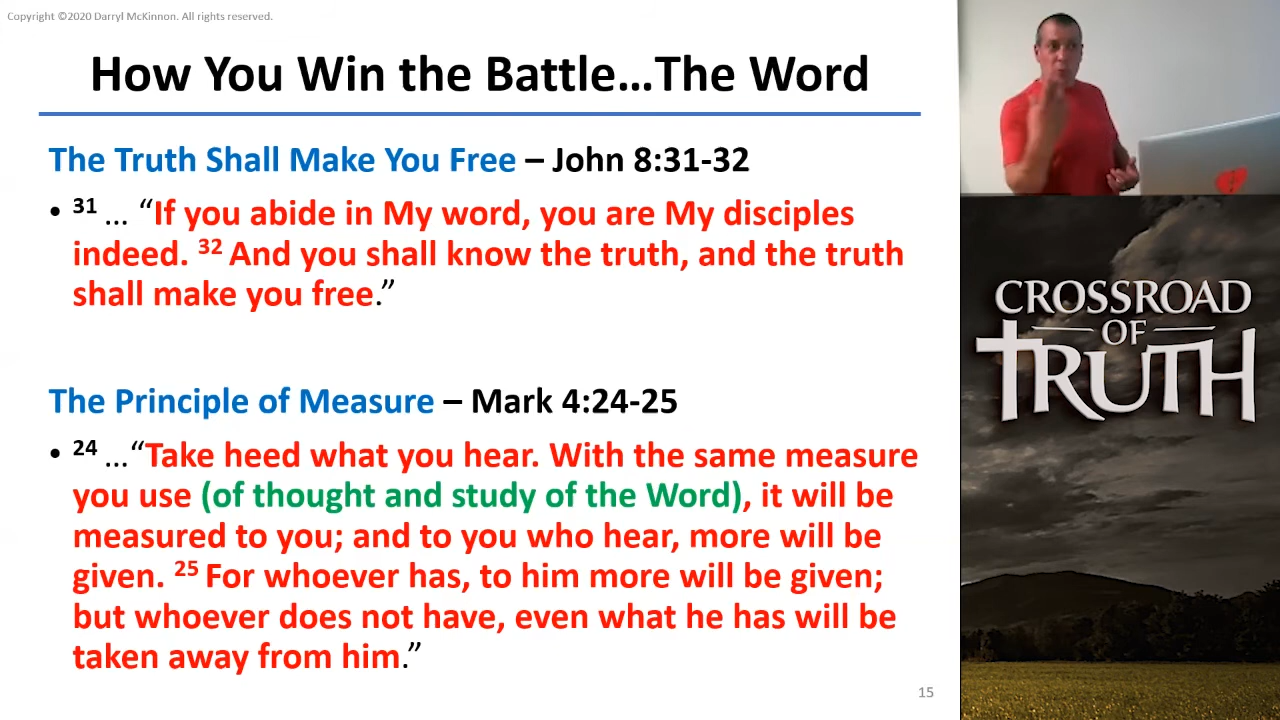 Copyright ©2020 Darryl McKinnon. All rights reserved.
How You Win the Battle…The Word
The Truth Shall Make You Free – John 8:31-32
• 31 … “If you abide in My word, you are My disciples
indeed. 32 And you shall know the truth, and the truth
shall make you free.”
The Principle of Measure – Mark 4:24-25
• 24 …“Take heed what you hear. With the same measure
you use (of thought and study of the Word), it will be
measured to you; and to you who hear, more will be
given. 25 For whoever has, to him more will be given;
but whoever does not have, even what he has will be
taken away from him.”
15
CROSSROAD
OF
TRUTH